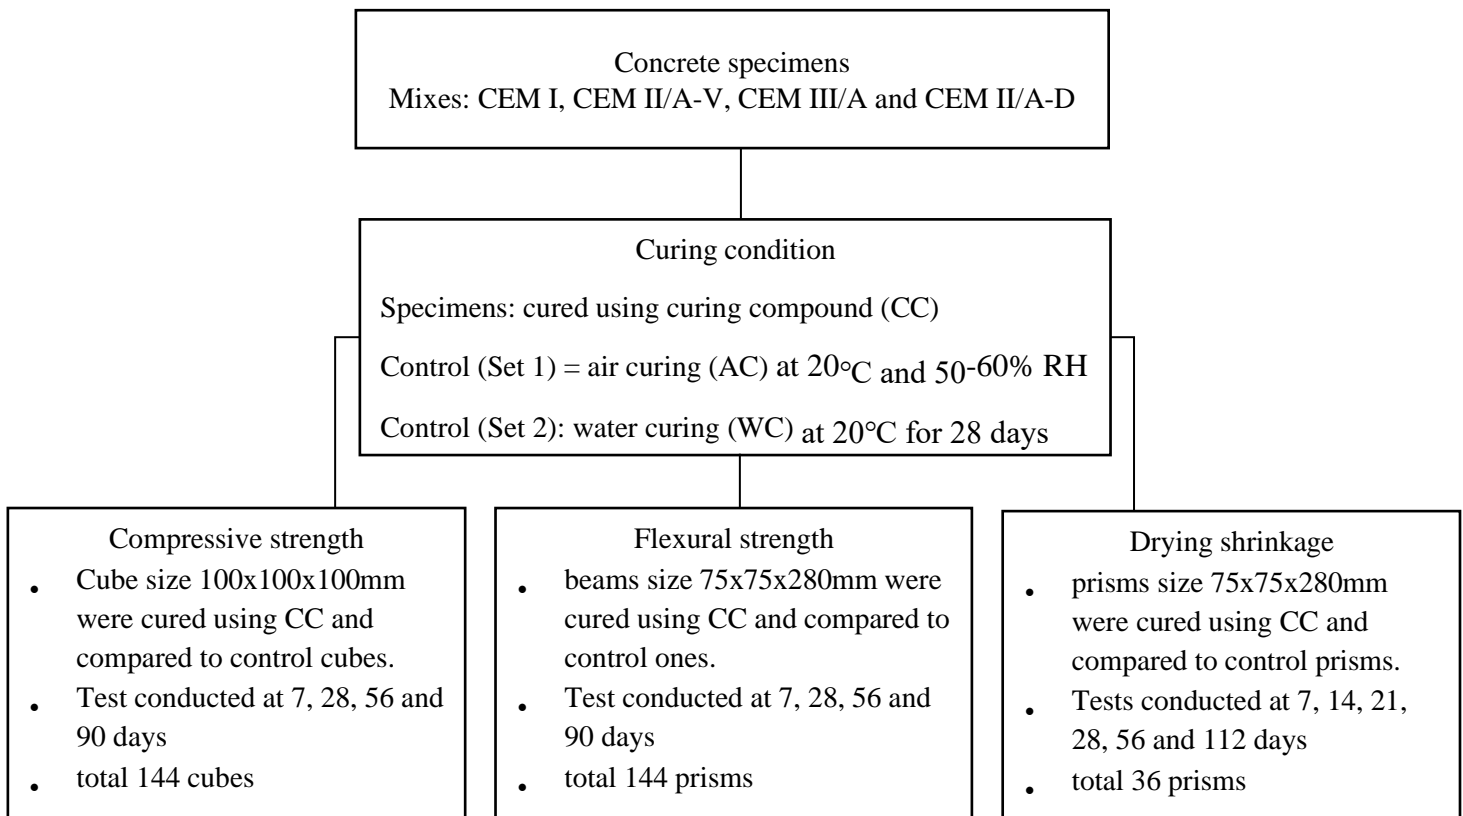 Concrete specimens
Mixes: CEM I, CEM II/A-V, CEM III/A and CEM II/A-D
Curing condition
Specimens: cured using curing compound (CC)
Control (Set 1) = air curing (AC) at 20°C and 50-60% RH
Control (Set 2): water curing (WC) at 20°C for 28 days
Compressive strength
• Cube size 100x100x100mm
were cured using CC and
compared to control cubes.
• Test conducted at 7, 28, 56 and
90 days
• total 144 cubes
Flexural strength
• beams size 75x75x280mm were
cured using CC and compared to
control ones.
• Test conducted at 7, 28, 56 and
90 days
• total 144 prisms
Drying shrinkage
• prisms size 75x75x280mm
were cured using CC and
compared to control prisms.
• Tests conducted at 7, 14, 21,
28, 56 and 112 days
• total 36 prisms